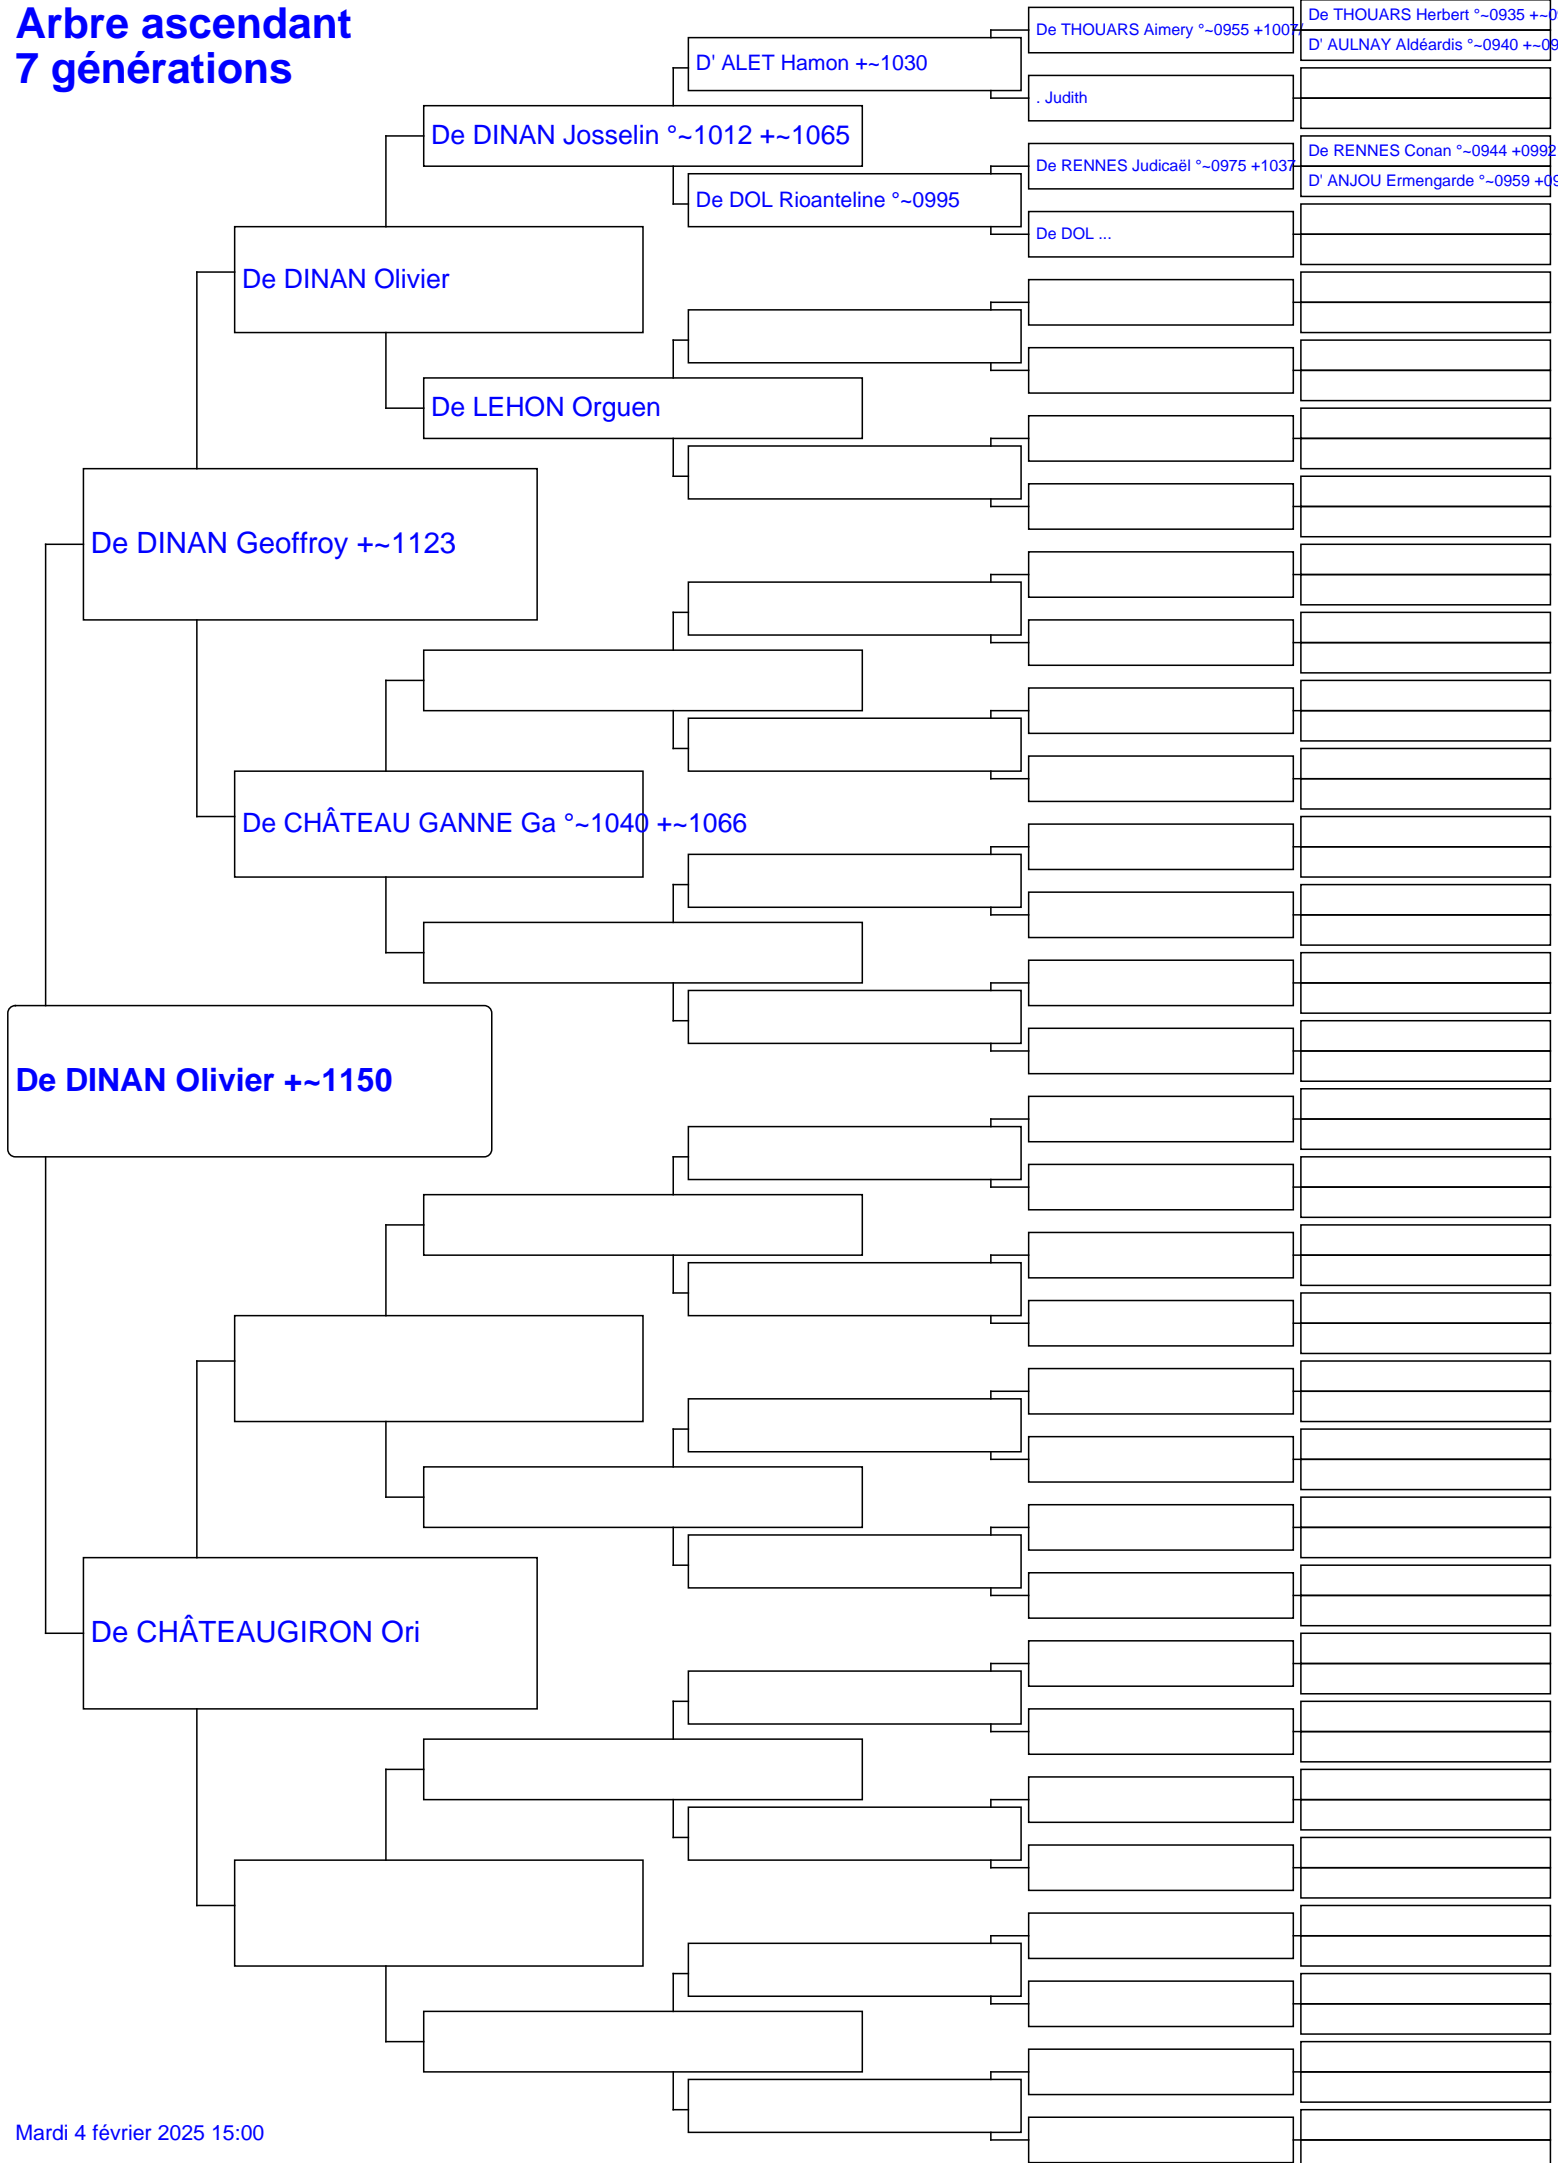 Arbre ascendant
7 générations
De THOUARS Herbert °~0935 +~09
De THOUARS Aimery °~0955 +1007/
D' AULNAY Aldéardis °~0940 +~09
D' ALET Hamon +~1030
. Judith
De DINAN Josselin °~1012 +~1065
De RENNES Conan °~0944 +0992
De RENNES Judicaël °~0975 +1037
D' ANJOU Ermengarde °~0959 +09
De DOL Rioanteline °~0995
De DOL ...
De DINAN Olivier
De LEHON Orguen
De DINAN Geoffroy +~1123
De CHÂTEAU GANNE Ga °~1040 +~1066
De DINAN Olivier +~1150
De CHÂTEAUGIRON Ori
Mardi 4 février 2025 15:00